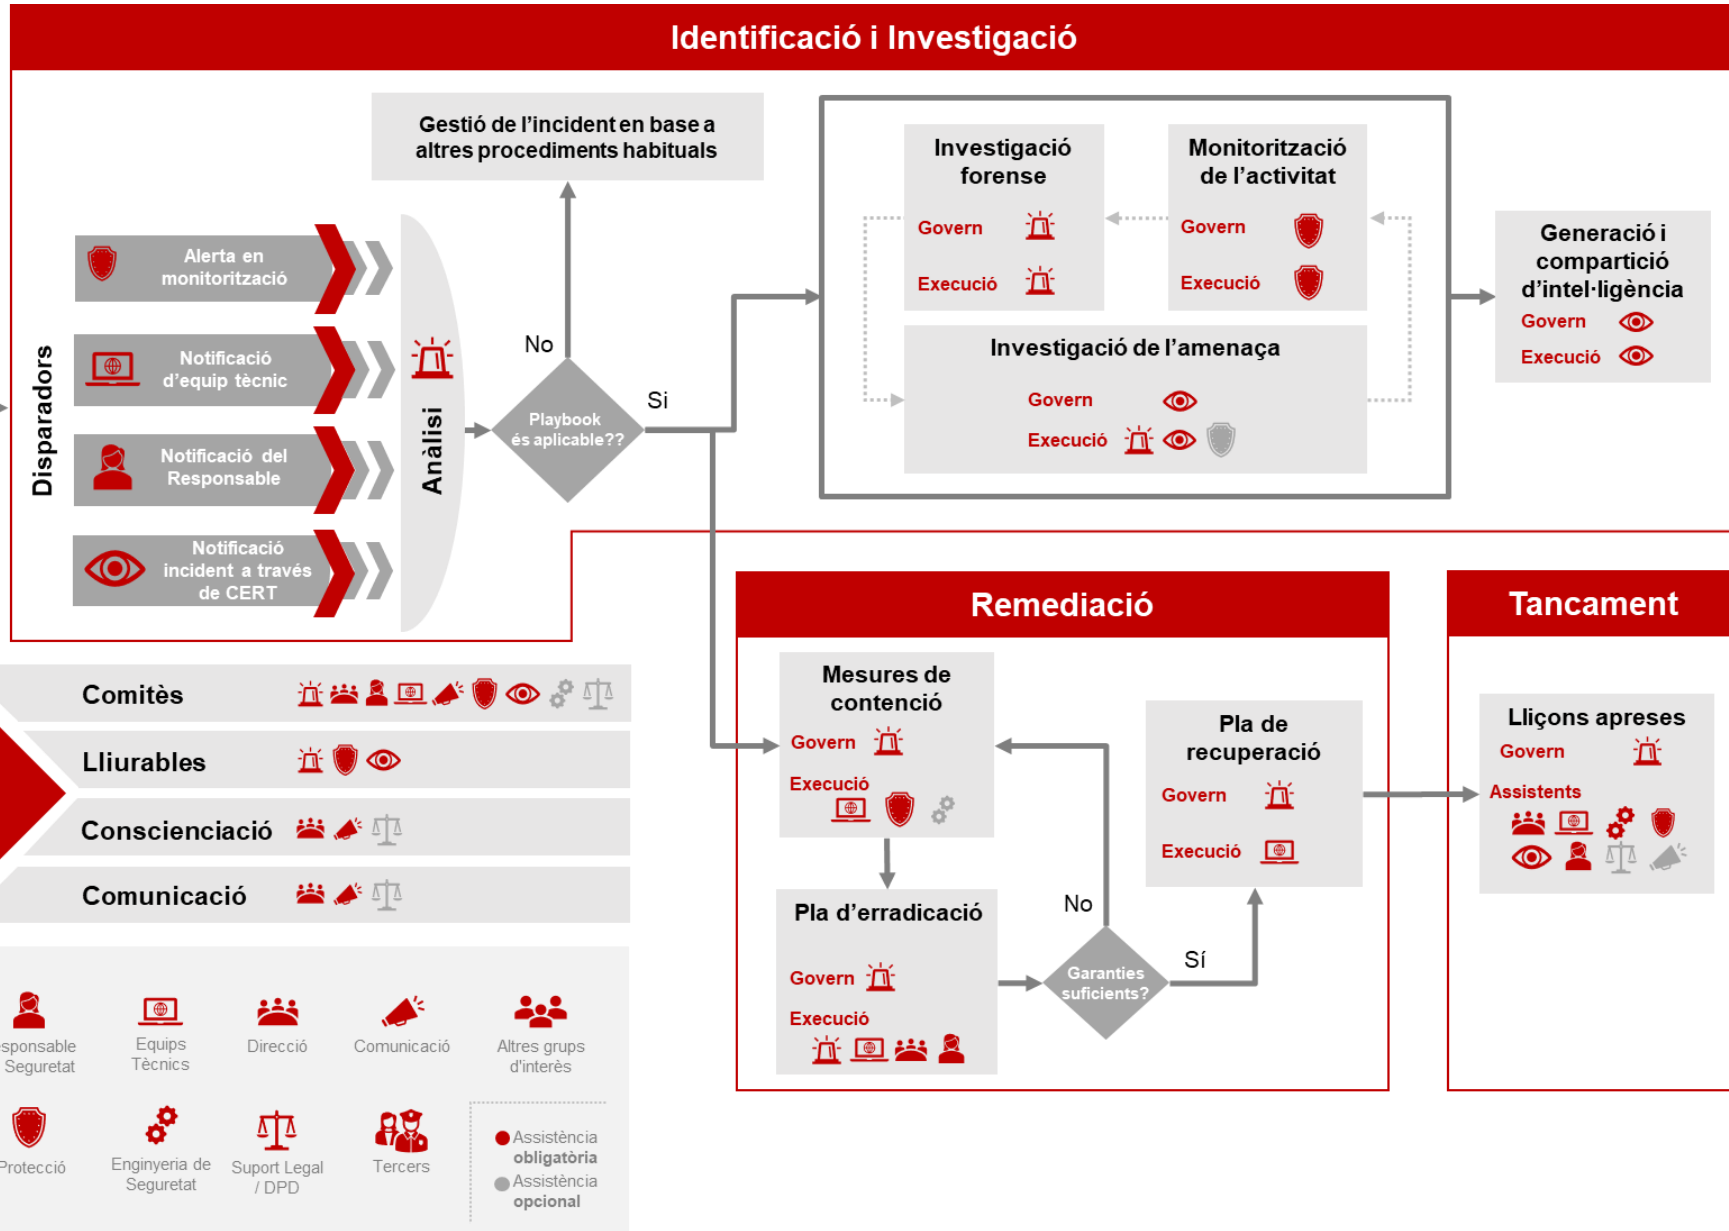 Identificació i Investigació
Gestió de l'incident en base a
altres procediments habituals
Disparadors
Alerta en
monitorització
Notificació
d'equip tècnic
Notificació del
Responsable
Notificació
incident a través
de CERT
Anàlisi
Playbook
és aplicable??
No
Si
Investigació
forense
Govern
Execució
Monitorització
de l'activitat
Govern
Execució
Investigació de l'amenaça
Govern
Execució
Generació i
compartició
d'intel·ligència
Govern
Execució
Remediació
Mesures de
contenció
Govern
Execució
Pla d'erradicació
Govern
Execució
Garanties
suficients?
No
Sí
Pla de
recuperació
Govern
Execució
Tancament
Lliçons apreses
Govern
Assistents
Comitès
Lliurables
Conscienciació
Comunicació
esponsable
Seguretat
Equips
Tècnics
Direcció
Comunicació
Altres grups
d'interès
Protecció
Enginyeria de
Seguretat
Suport Legal
/ DPD
Tercers
Assistència
obligatòria
Assistència
opcional